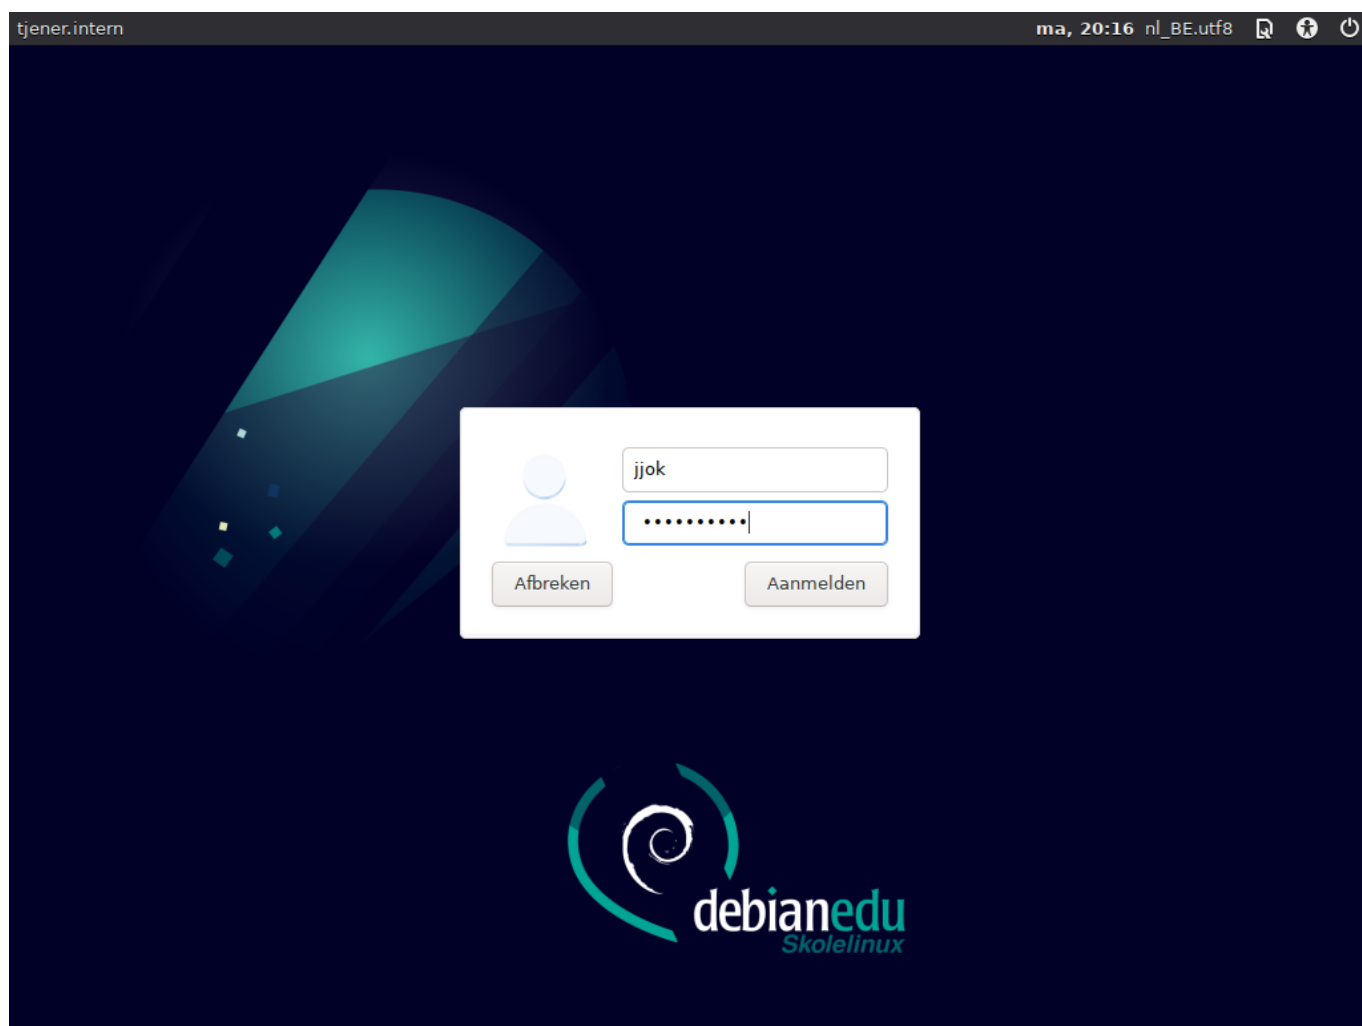 tjener.intern
ma, 20:16 nl_BE.utf8
jjok
••••••••••
Afbreken
Aanmelden
debianedu
Skolelinux